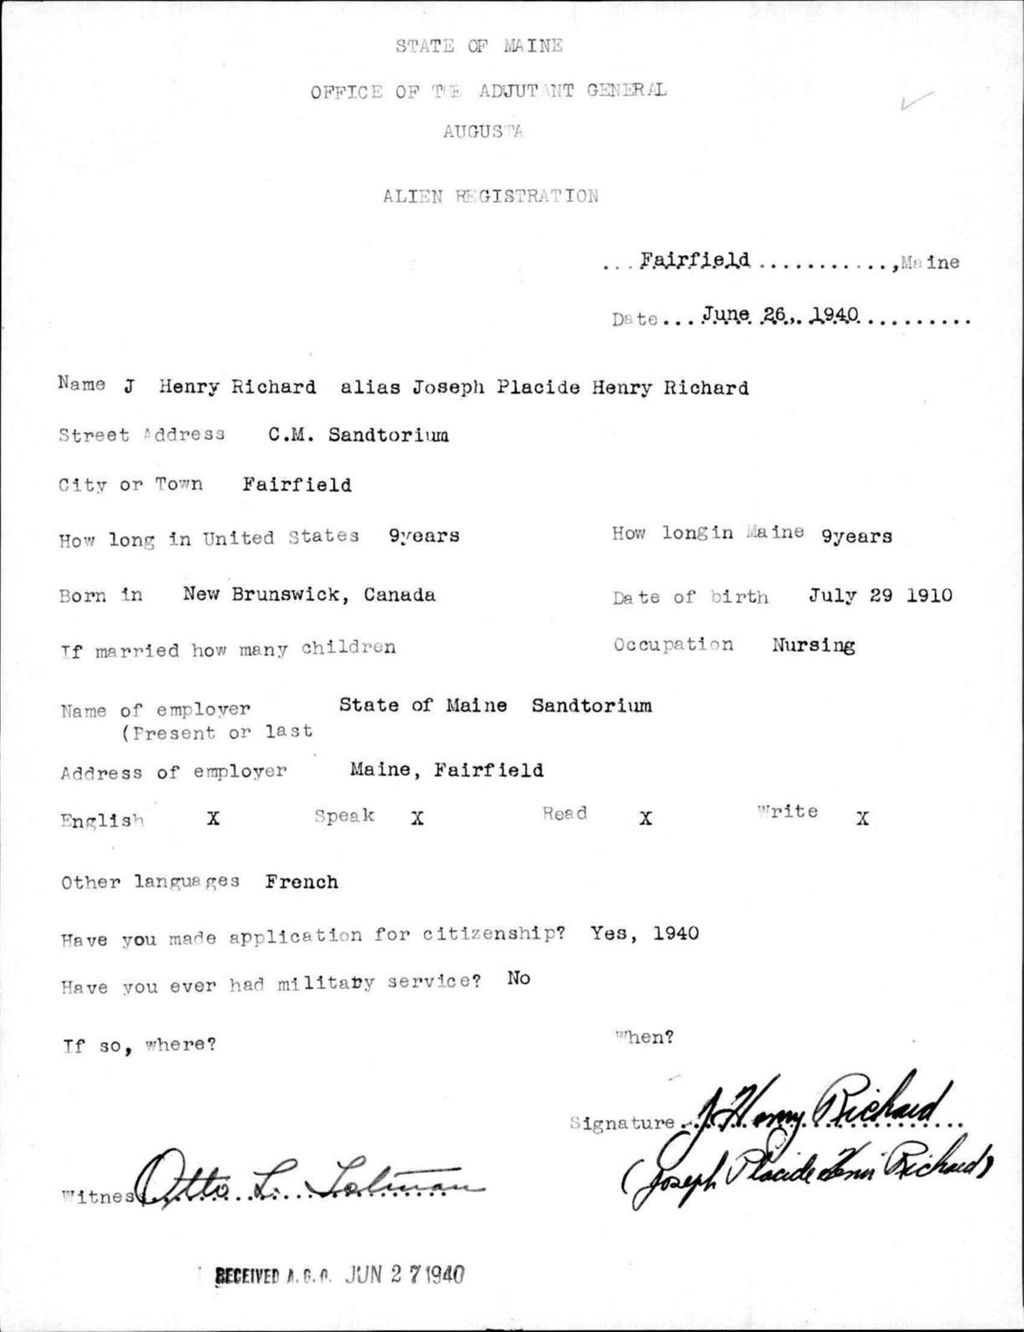 STATE OF MAINE
OFFICE OF THE ADJUTANT GENERAL
AUGUSTA
ALIEN REGISTRATION
... Fairfield ............,Maine
Date... June 26, 1940..........
Name J Henry Richard alias Joseph Placide Henry Richard
Street Address C.M. Sandtorium
City or Town Fairfield
How long in United States 9years How longin Maine 9years
Born in New Brunswick, Canada Date of birth July 29 1910
If married how many children Occupation Nursing
Name of employer State of Maine Sandtorium
(Present or last
Address of employer Maine, Fairfield
English X Speak X Read X Write X
Other languages French
Have you made application for citizenship? Yes, 1940
Have you ever had military service? No
If so, where? When?
Signature J Henry Richard
(Joseph Placide Henri Richard)
Witness Otto L. Tolman
RECEIVED A.G.O. JUN 27 1940